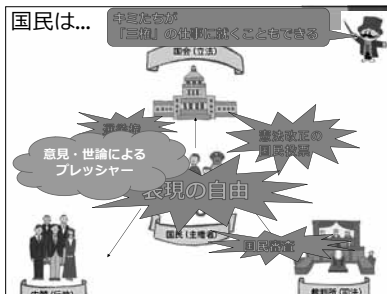 国民は…
キミたちが
「三権」の仕事に就くこともできる
国会(立法)
選挙権
憲法改正の
国民投票
意見・世論による
プレッシャー
表現の自由
国民(主権者)
国民審査
内閣(行政)
裁判所(司法)